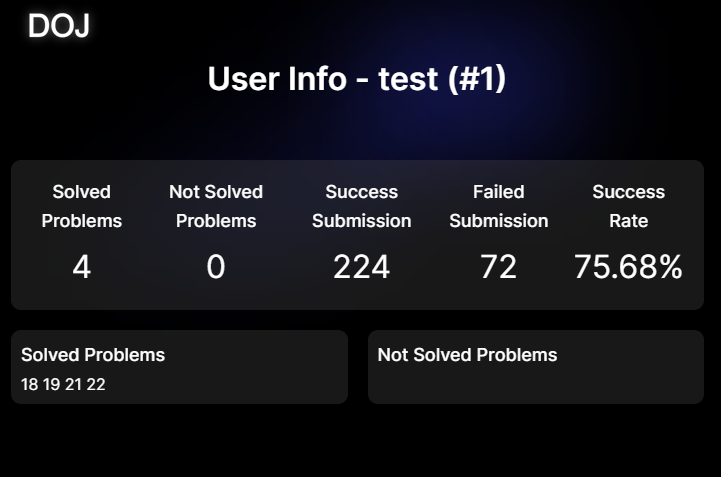 DOJ
User Info - test (#1)
Solved Problems
4
Not Solved Problems
0
Success Submission
224
Failed Submission
72
Success Rate
75.68%
Solved Problems
18 19 21 22
Not Solved Problems